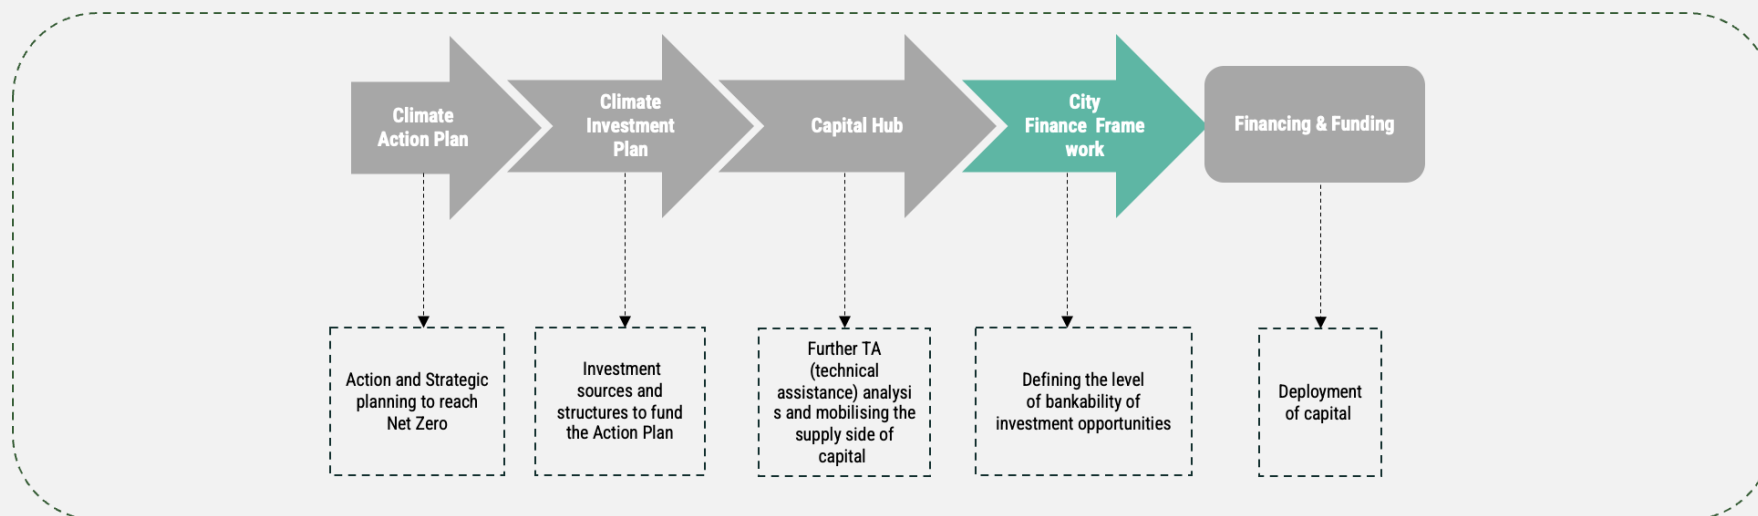 Climate
Action Plan
Climate
Investment
Plan
Capital Hub
City
Finance Frame
work
Financing & Funding
Action and Strategic
planning to reach
Net Zero
Investment
sources and
structures to fund
the Action Plan
Further TA
(technical
assistance) analysi
s and mobilising the
supply side of
capital
Defining the level
of bankability of
investment opportunities
Deployment
of capital